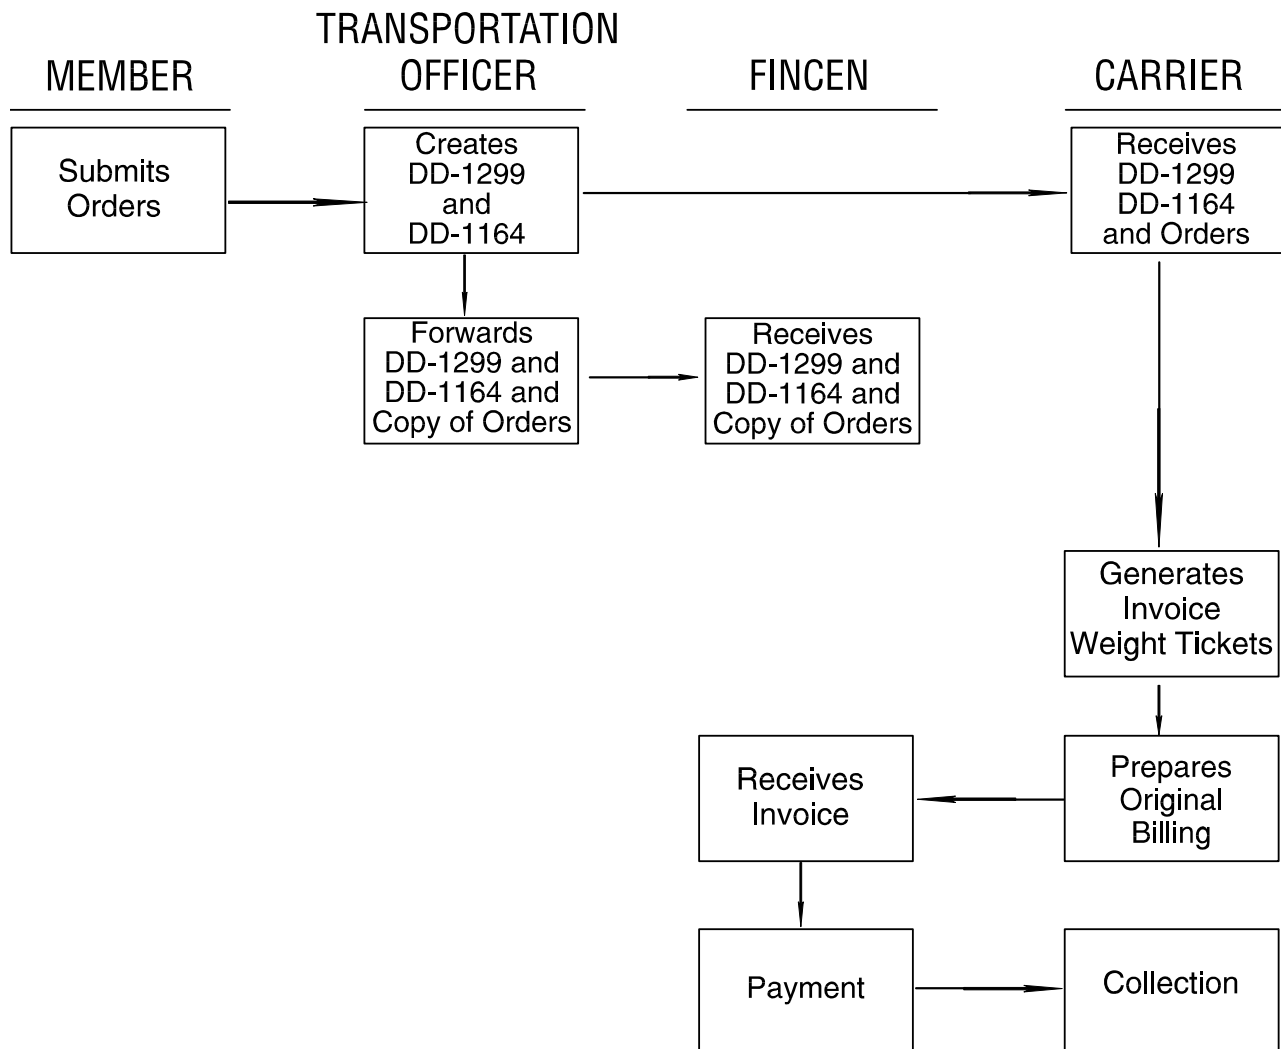 MEMBER
TRANSPORTATION
OFFICER
FINCEN
CARRIER
Submits
Orders
Creates
DD-1299
and
DD-1164
Receives
DD-1299
DD-1164
and Orders
Forwards
DD-1299 and
DD-1164 and
Copy of Orders
Receives
DD-1299 and
DD-1164 and
Copy of Orders
Generates
Invoice
Weight Tickets
Receives
Invoice
Prepares
Original
Billing
Payment
Collection